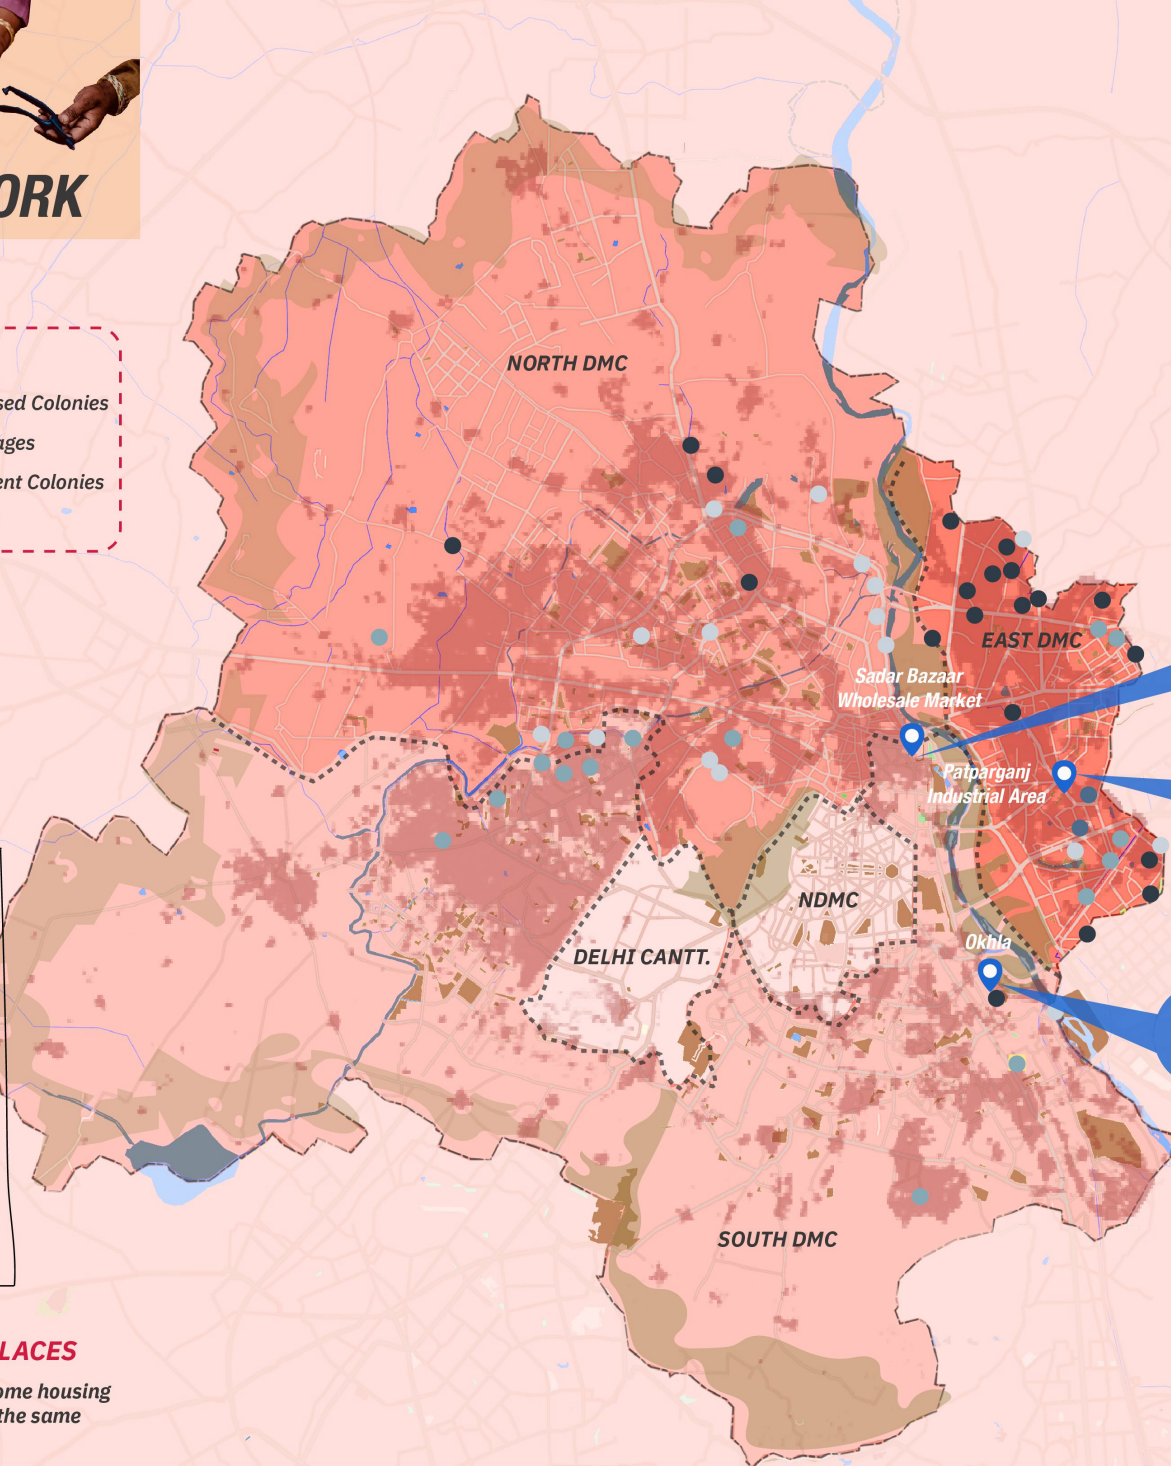 ORK
sed Colonies
ages
ent Colonies
NORTH DMC
EAST DMC
Sadar Bazaar
Wholesale Market
Patparganj
Industrial Area
NDMC
Okhla
DELHI CANTT.
SOUTH DMC
LACES
ome housing
the same